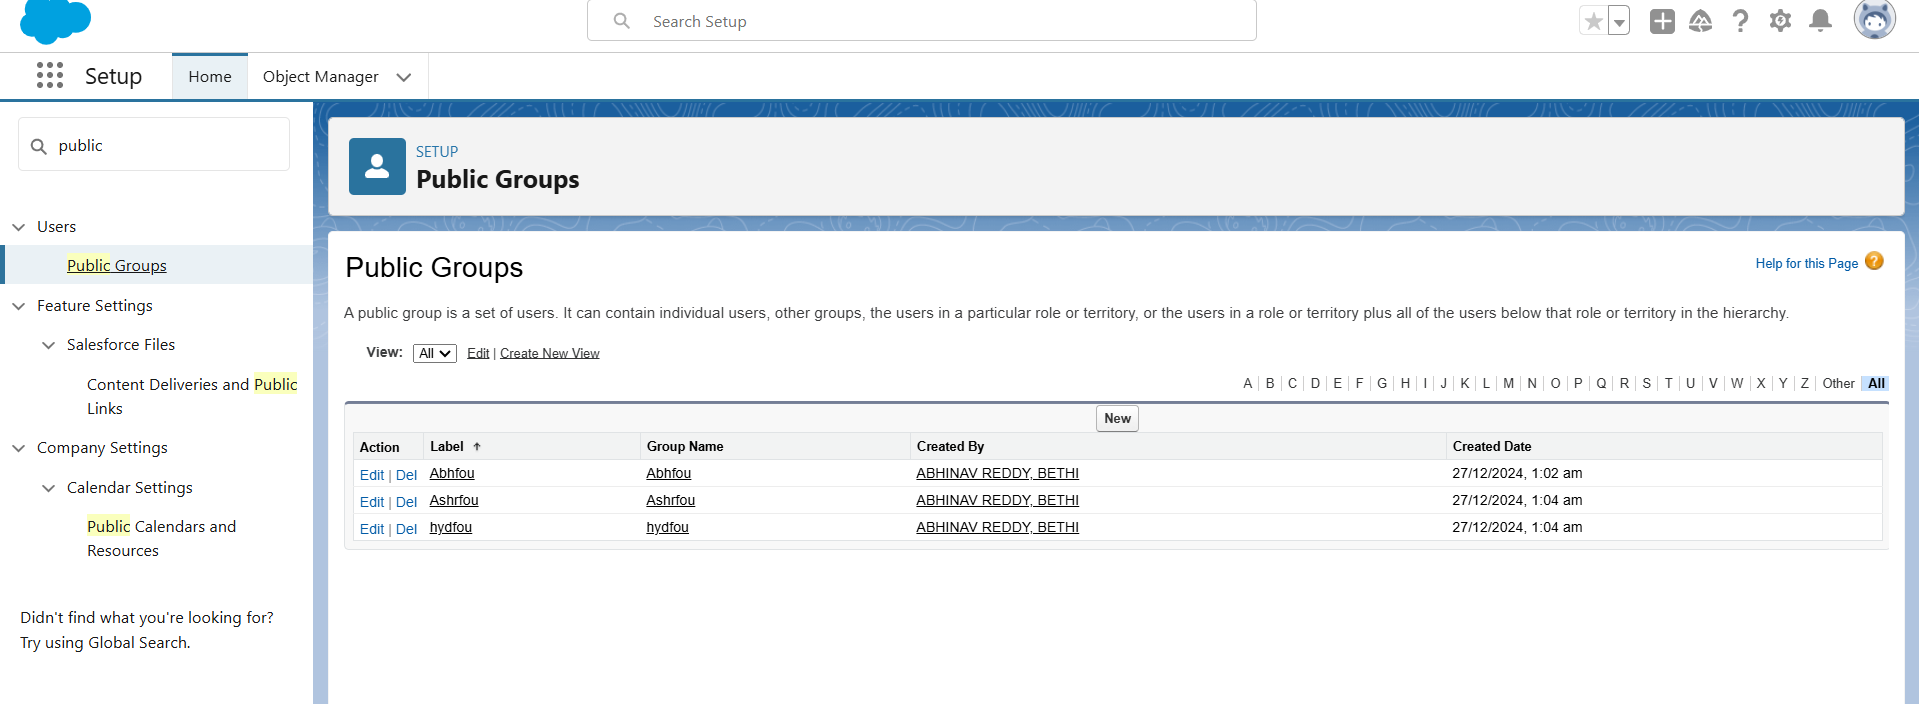 Search Setup
Setup
Home
Object Manager
public
Users
Public Groups
Feature Settings
Salesforce Files
Content Deliveries and Public
Links
Company Settings
Calendar Settings
Public Calendars and
Resources
Didn't find what you're looking for?
Try using Global Search.
SETUP
Public Groups
Public Groups
Help for this Page ?
A public group is a set of users. It can contain individual users, other groups, the users in a particular role or territory, or the users in a role or territory plus all of the users below that role or territory in the hierarchy.
View: All Edit | Create New View
A | B | C | D | E | F | G | H | I | J | K | L | M | N | O | P | Q | R | S | T | U | V | W | X | Y | Z | Other All
New
Action Label ↑ Group Name Created By Created Date
Edit | Del Abhfou Abhfou ABHINAV REDDY, BETHI 27/12/2024, 1:02 am
Edit | Del Ashrfou Ashrfou ABHINAV REDDY, BETHI 27/12/2024, 1:04 am
Edit | Del hydfou hydfou ABHINAV REDDY, BETHI 27/12/2024, 1:04 am